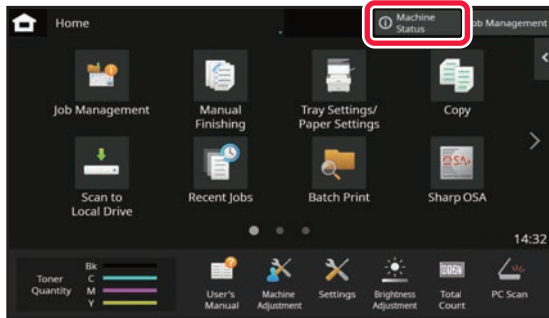 Home
Machine
Status
Job Management
Job Management
Manual
Finishing
Tray Settings/
Paper Settings
Copy
Scan to
Local Drive
Recent Jobs
Batch Print
Sharp OSA
14:32
Toner
Quantity
Bk
C
M
Y
User's
Manual
Machine
Adjustment
Settings
Brightness
Adjustment
Total
Count
PC Scan